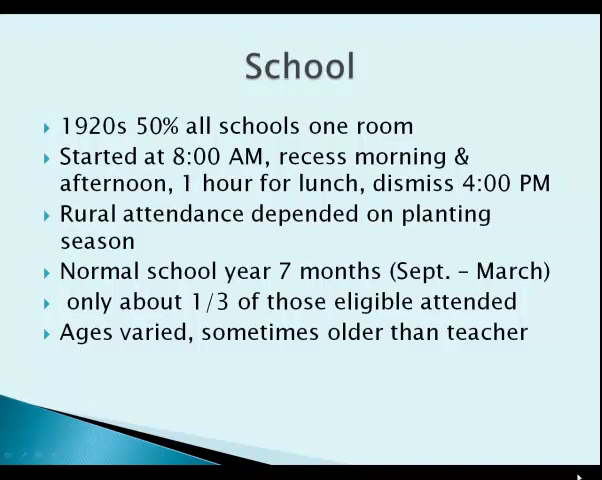 School
1920s 50% all schools one room
Started at 8:00 AM, recess morning &
afternoon, 1 hour for lunch, dismiss 4:00 PM
Rural attendance depended on planting
season
Normal school year 7 months (Sept. – March)
only about 1/3 of those eligible attended
Ages varied, sometimes older than teacher